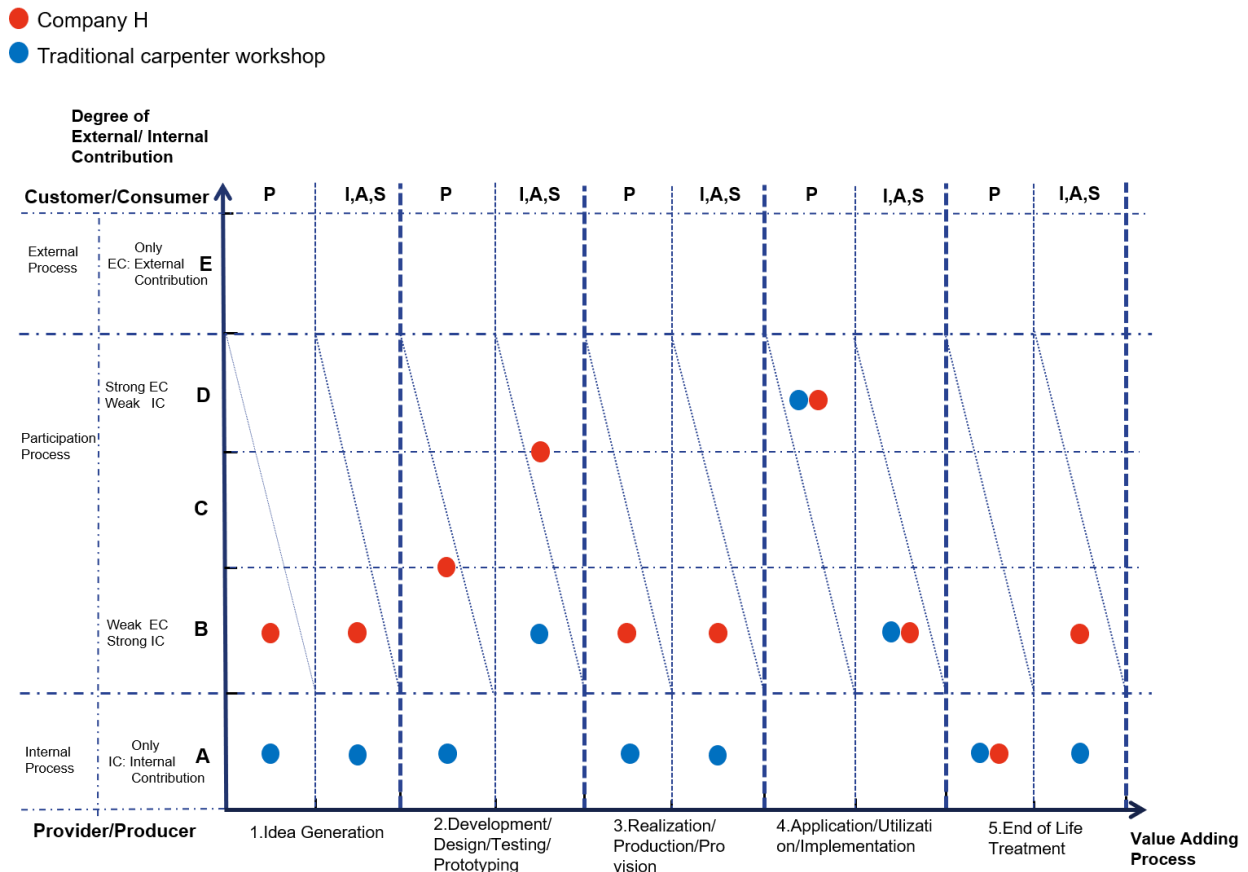 Company H
Traditional carpenter workshop
Degree of
External/ Internal
Contribution
Customer/Consumer
P
I,A,S
P
I,A,S
P
I,A,S
P
I,A,S
P
I,A,S
External
Process
Only
EC: External
Contribution
E
Strong EC
Weak IC
D
Participation
Process
C
Weak EC
Strong IC
B
Internal
Process
Only
IC: Internal
Contribution
A
Provider/Producer
1.Idea Generation
2.Development/
Design/Testing/
Prototyping
3.Realization/
Production/Pro
vision
4.Application/Utilizati
on/Implementation
5.End of Life
Treatment
Value Adding
Process